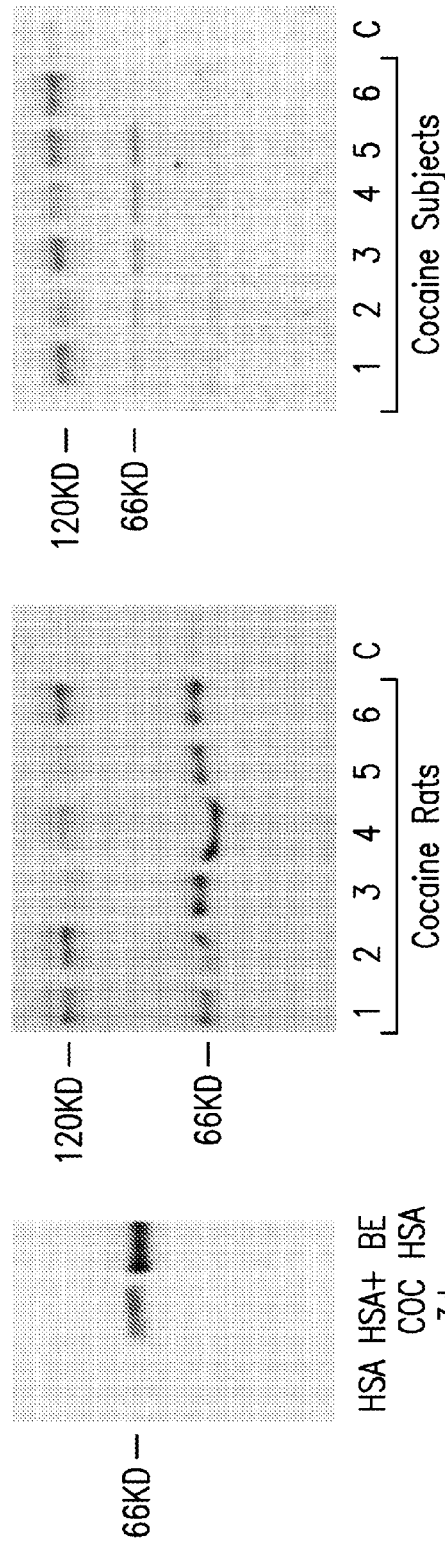 66KD
HSA HSA+ BE
COC HSA
120KD
66KD
1 2 3 4 5 6 C
Cocaine Rats
120KD
66KD
1 2 3 4 5 6 C
Cocaine Subjects